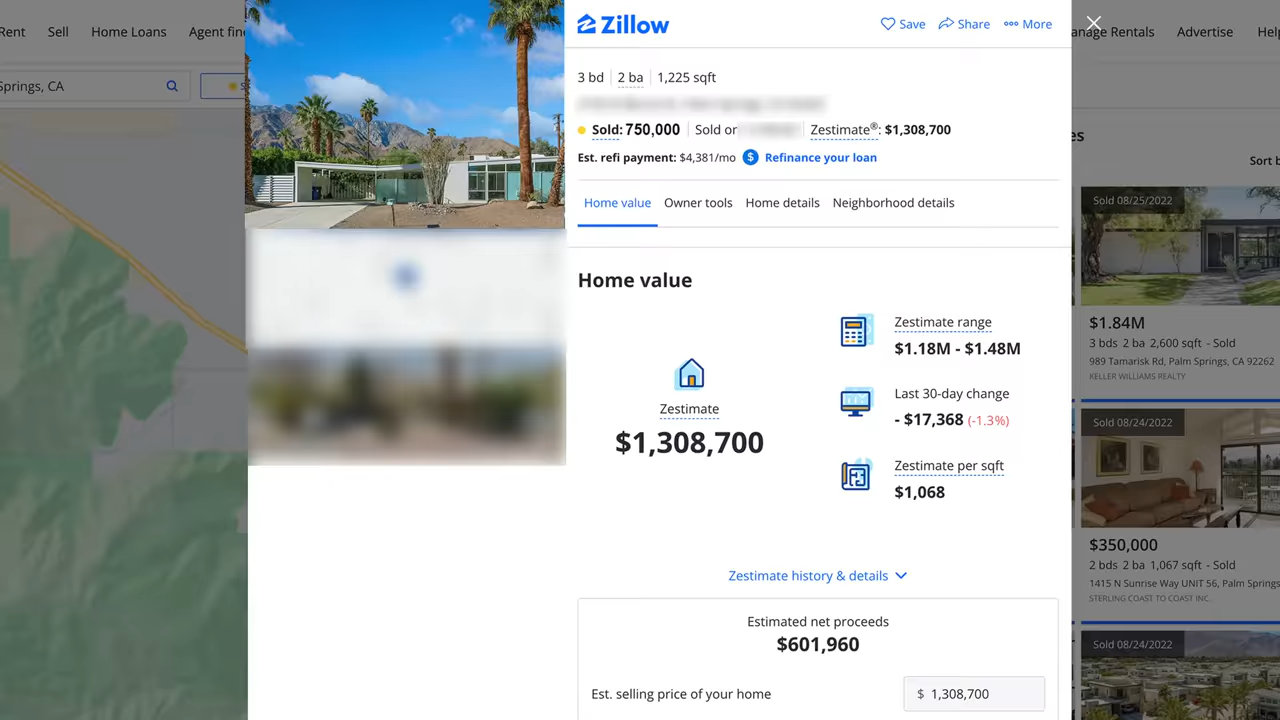 Rent Sell Home Loans Agent fin
Springs, CA
Zillow
Save Share More
3 bd 2 ba 1,225 sqft
Sold: 750,000 Sold or Zestimate®: $1,308,700
Est. refi payment: $4,381/mo $ Refinance your loan
Home value Owner tools Home details Neighborhood details
Home value
Zestimate
$1,308,700
Zestimate range
$1.18M - $1.48M
Last 30-day change
- $17,368 (-1.3%)
Zestimate per sqft
$1,068
Zestimate history & details
Estimated net proceeds
$601,960
Est. selling price of your home $ 1,308,700
anage Rentals Advertise Help
es
Sort b
Sold 08/25/2022
$1.84M
3 bds 2 ba 2,600 sqft - Sold
989 Tamarisk Rd, Palm Springs, CA 92262
KELLER WILLIAMS REALTY
Sold 08/24/2022
$350,000
2 bds 2 ba 1,067 sqft - Sold
1415 N Sunrise Way UNIT 56, Palm Springs
STERLING COAST TO COAST INC.
Sold 08/24/2022